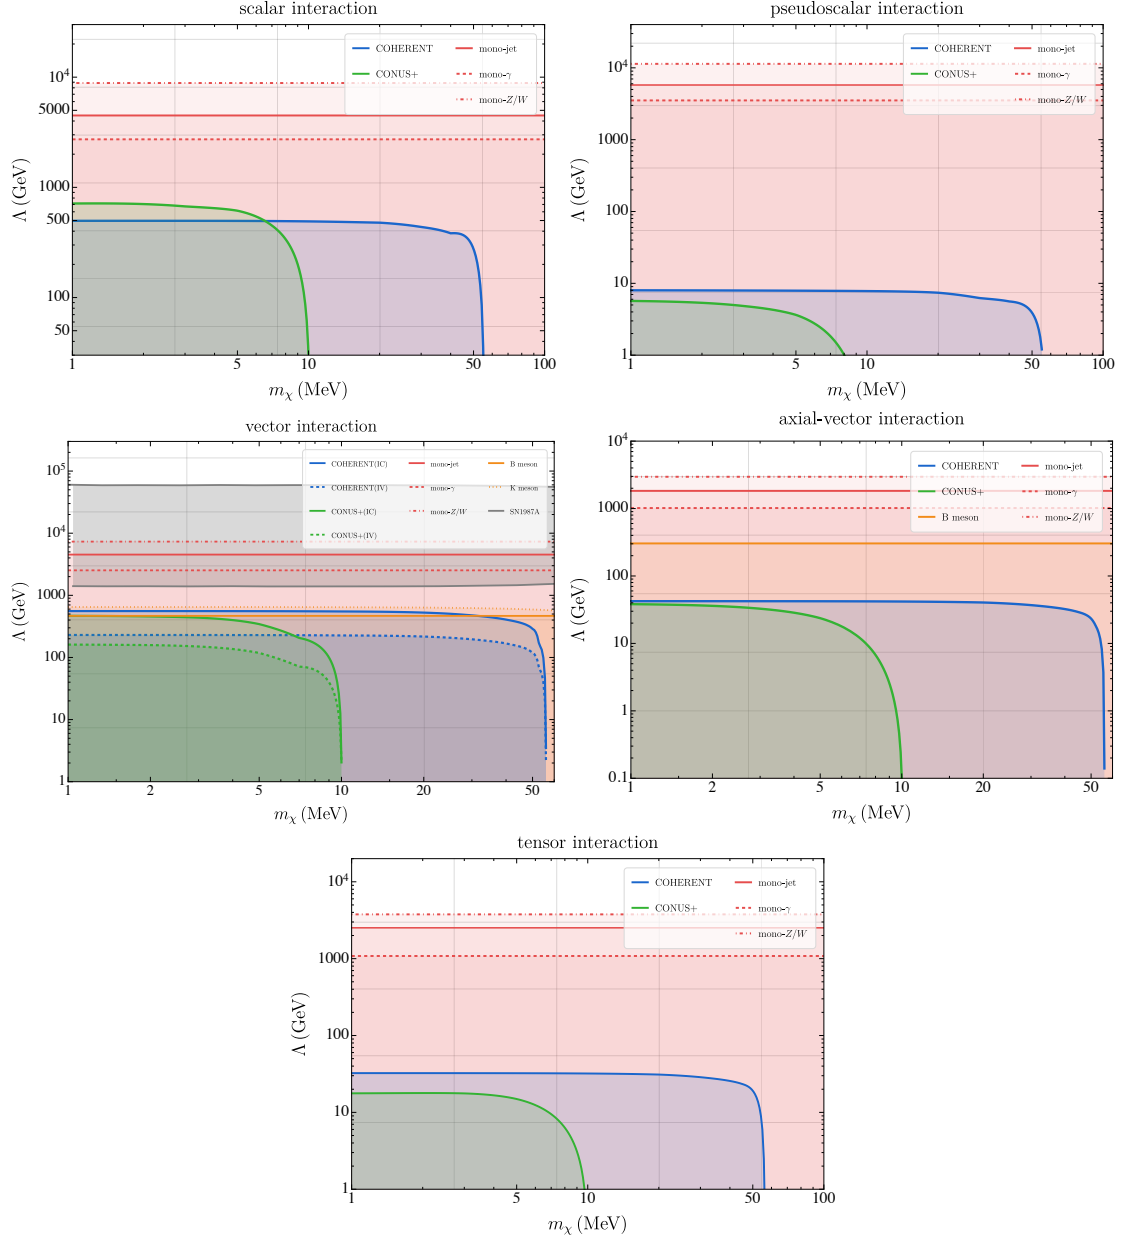 scalar interaction
COHERENT
mono-jet
CONUS+
mono-γ
mono-Z/W
10⁴
5000
1000
500
100
50
Λ (GeV)
1
5
10
50
100
m_χ (MeV)
pseudoscalar interaction
COHERENT
mono-jet
CONUS+
mono-γ
mono-Z/W
10⁴
1000
100
10
1
Λ (GeV)
1
5
10
50
100
m_χ (MeV)
vector interaction
COHERENT(IC)
mono-jet
B meson
COHERENT(IV)
mono-γ
K meson
CONUS+(IC)
mono-Z/W
SN1987A
CONUS+(IV)
10⁵
10⁴
1000
100
10
1
Λ (GeV)
1
2
5
10
20
50
m_χ (MeV)
axial-vector interaction
COHERENT
mono-jet
CONUS+
mono-γ
B meson
mono-Z/W
10⁴
1000
100
10
1
0.1
Λ (GeV)
1
2
5
10
20
50
m_χ (MeV)
tensor interaction
COHERENT
mono-jet
CONUS+
mono-γ
mono-Z/W
10⁴
1000
100
10
1
Λ (GeV)
1
5
10
50
100
m_χ (MeV)